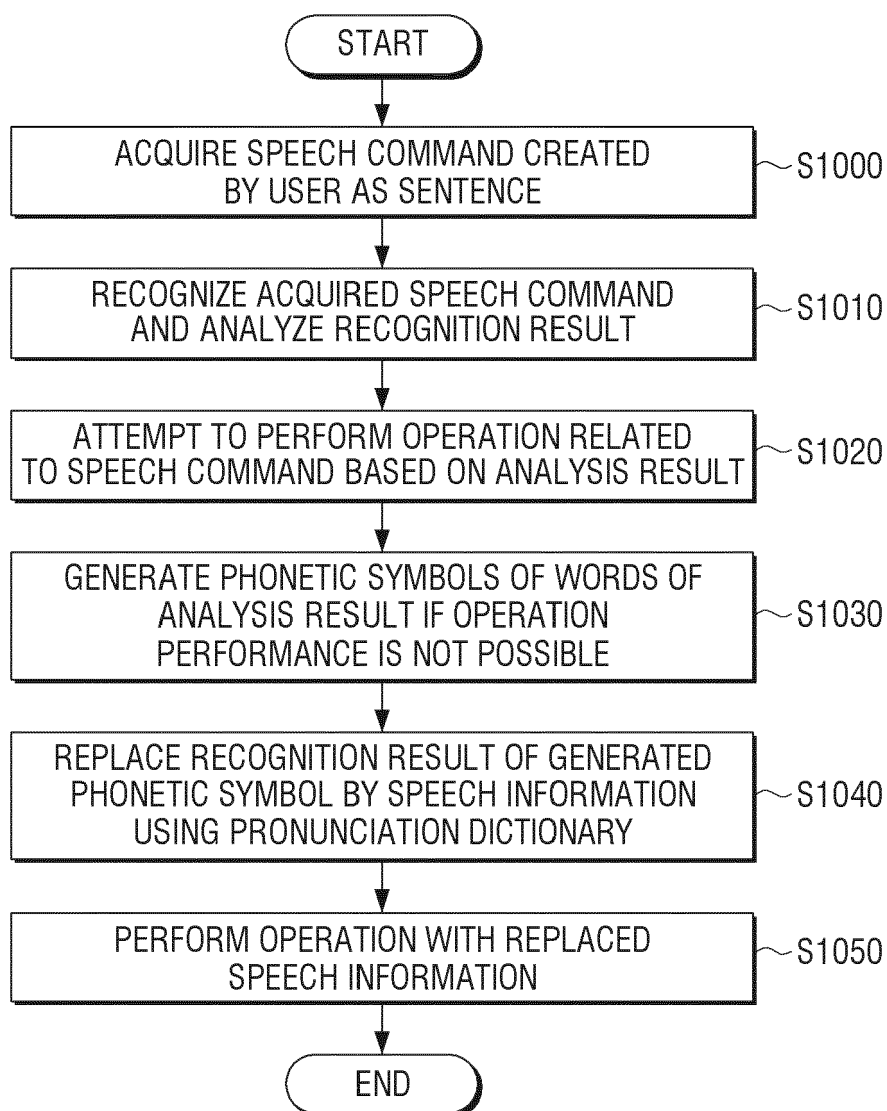 START
ACQUIRE SPEECH COMMAND CREATED
BY USER AS SENTENCE
S1000
RECOGNIZE ACQUIRED SPEECH COMMAND
AND ANALYZE RECOGNITION RESULT
S1010
ATTEMPT TO PERFORM OPERATION RELATED
TO SPEECH COMMAND BASED ON ANALYSIS RESULT
S1020
GENERATE PHONETIC SYMBOLS OF WORDS OF
ANALYSIS RESULT IF OPERATION
PERFORMANCE IS NOT POSSIBLE
S1030
REPLACE RECOGNITION RESULT OF GENERATED
PHONETIC SYMBOL BY SPEECH INFORMATION
USING PRONUNCIATION DICTIONARY
S1040
PERFORM OPERATION WITH REPLACED
SPEECH INFORMATION
S1050
END